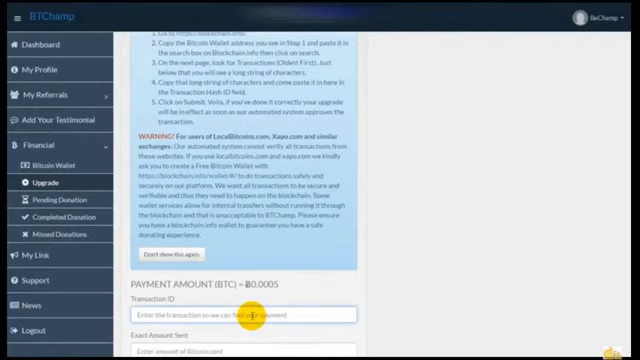 BTChamp
BeChamp
Dashboard
My Profile
My Referrals
Add Your Testimonial
Financial
Bitcoin Wallet
Upgrade
Pending Donation
Completed Donation
Missed Donations
My Link
Support
News
Logout
1. Go to https://blockchain.info/
2. Copy the Bitcoin Wallet address you see in Step 1 and paste it in
the search box on Blockchain.info then click on search.
3. On the next page, look for Transactions (Oldest First). Just
below that you will see a long string of characters.
4. Copy that long string of characters and come paste it in here in
the Transaction Hash ID field.
5. Click on Submit, Voila, if you've done it correctly your upgrade
will be in effect as soon as our automated system approves the
transaction.
WARNING! For users of LocalBitcoins.com, Xapo.com and similar
exchanges: Our automated system cannot verify all transactions from
these websites. If you use localbitcoins.com and xapo.com we kindly
ask you to create a Free Bitcoin Wallet with
https://blockchain.info/wallet/#/ to do transactions safely and
securely on our platform. We want all transactions to be secure and
verifiable and thus they need to happen on the blockchain. Some
wallet services allow for internal transfers without running it through
the blockchain and that is unacceptable to BTChamp. Please ensure
you have a blockchain.info wallet to guarantee you have a safe
donating experience.
Don't show this again
PAYMENT AMOUNT (BTC) = Ƀ0.0005
Transaction ID
Enter the transaction so we can find your payment
Exact Amount Sent
Enter amount of Bitcoin sent